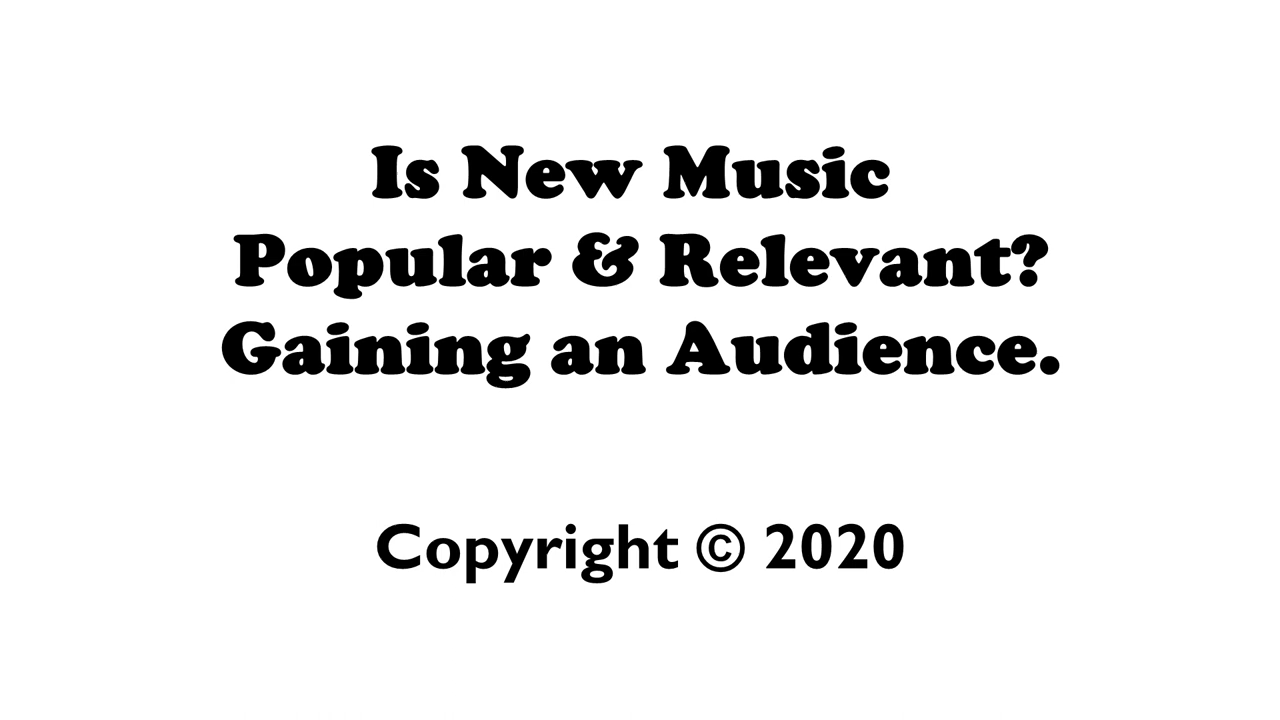 Is New Music
Popular & Relevant?
Gaining an Audience.
Copyright © 2020